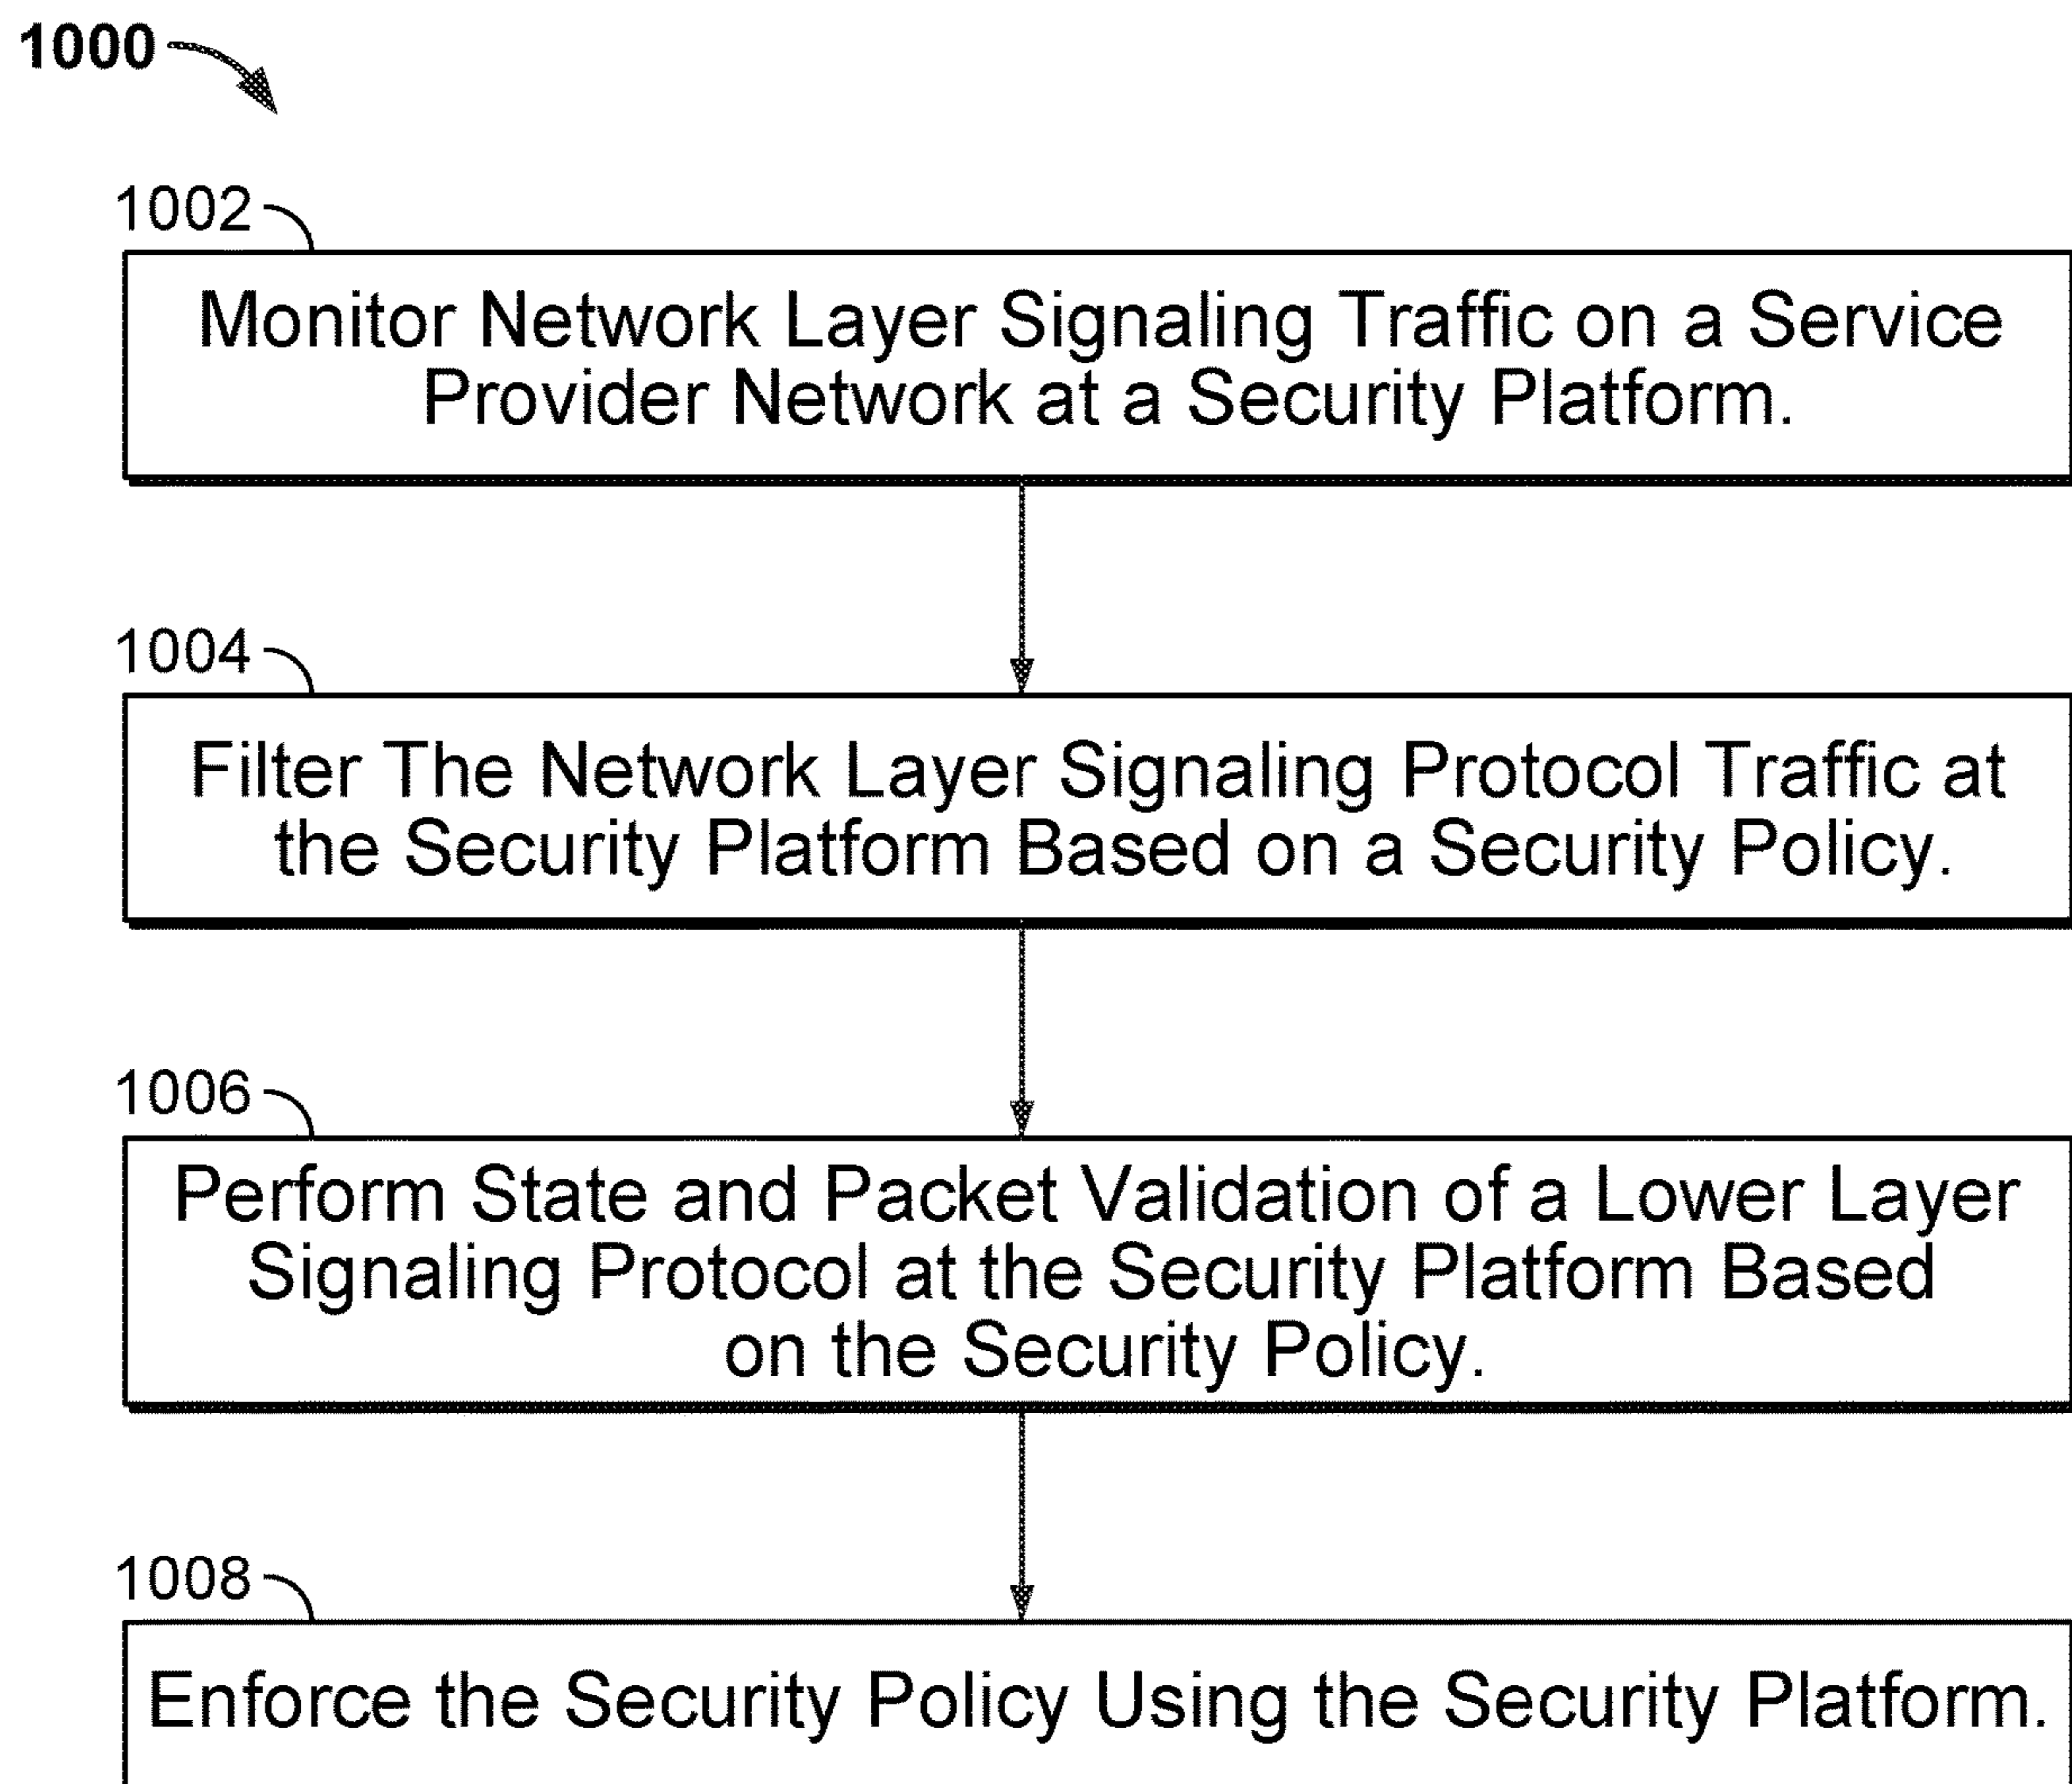 1000
1002
Monitor Network Layer Signaling Traffic on a Service
Provider Network at a Security Platform.
1004
Filter The Network Layer Signaling Protocol Traffic at
the Security Platform Based on a Security Policy.
1006
Perform State and Packet Validation of a Lower Layer
Signaling Protocol at the Security Platform Based
on the Security Policy.
1008
Enforce the Security Policy Using the Security Platform.